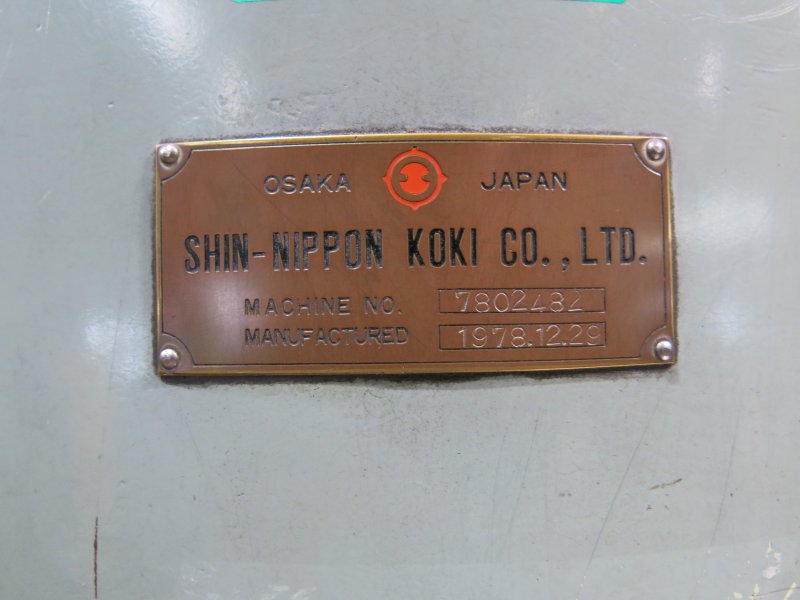 OSAKA JAPAN
SHIN-NIPPON KOKI CO., LTD.
MACHINE NO. 7802482
MANUFACTURED 1978.12.29